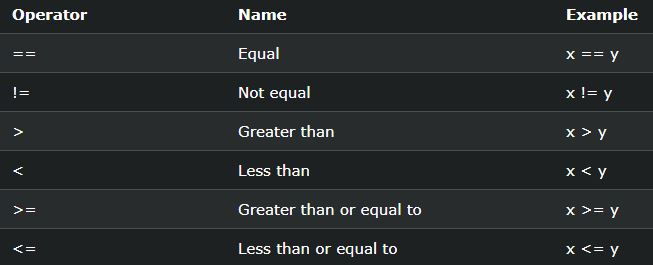 Operator Name Example
== Equal x == y
!= Not equal x != y
> Greater than x > y
< Less than x < y
>= Greater than or equal to x >= y
<= Less than or equal to x <= y